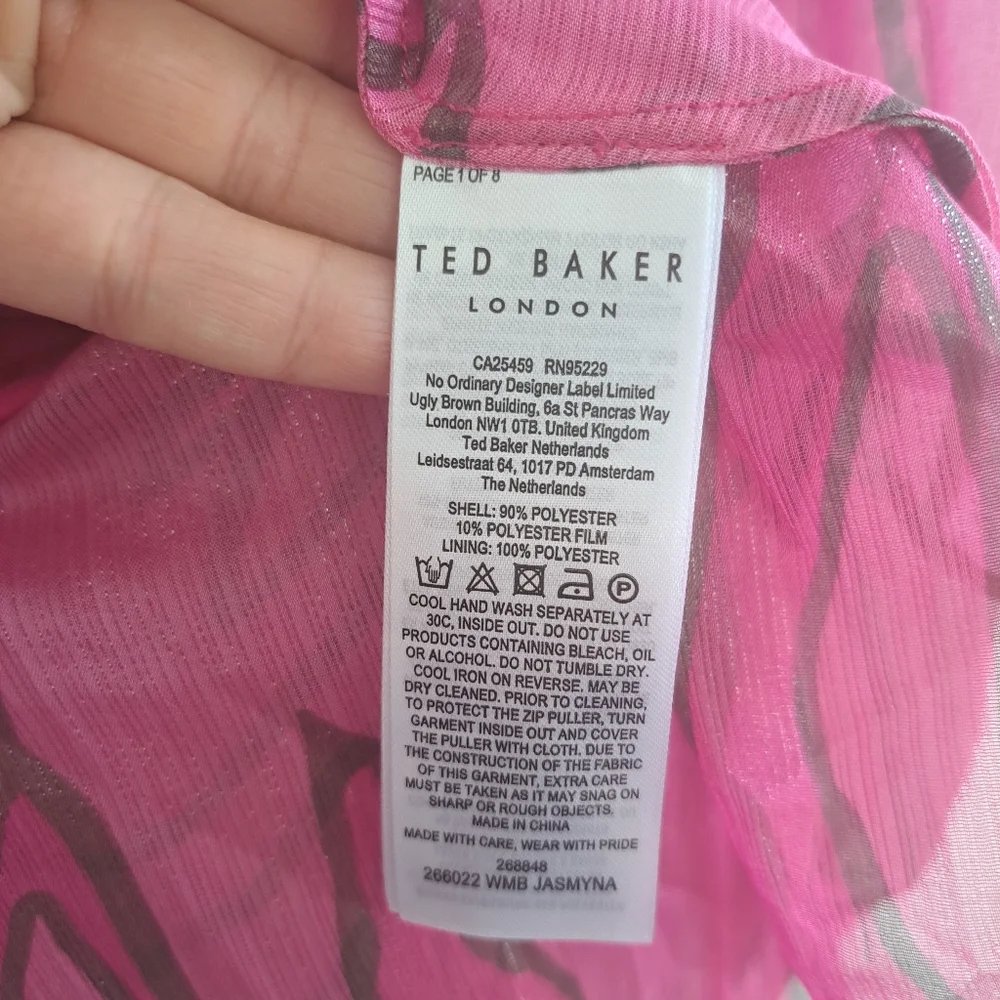 PAGE 1 OF 8
TED BAKER
LONDON
CA25459 RN95229
No Ordinary Designer Label Limited
Ugly Brown Building, 6a St Pancras Way
London NW1 0TB. United Kingdom
Ted Baker Netherlands
Leidsestraat 64, 1017 PD Amsterdam
The Netherlands
SHELL: 90% POLYESTER
10% POLYESTER FILM
LINING: 100% POLYESTER
P
COOL HAND WASH SEPARATELY AT
30C, INSIDE OUT. DO NOT USE
PRODUCTS CONTAINING BLEACH, OIL
OR ALCOHOL. DO NOT TUMBLE DRY.
COOL IRON ON REVERSE. MAY BE
DRY CLEANED. PRIOR TO CLEANING,
TO PROTECT THE ZIP PULLER, TURN
GARMENT INSIDE OUT AND COVER
THE PULLER WITH CLOTH. DUE TO
THE CONSTRUCTION OF THE FABRIC
OF THIS GARMENT, EXTRA CARE
MUST BE TAKEN AS IT MAY SNAG ON
SHARP OR ROUGH OBJECTS.
MADE IN CHINA
MADE WITH CARE, WEAR WITH PRIDE
268848
266022 WMB JASMYNA